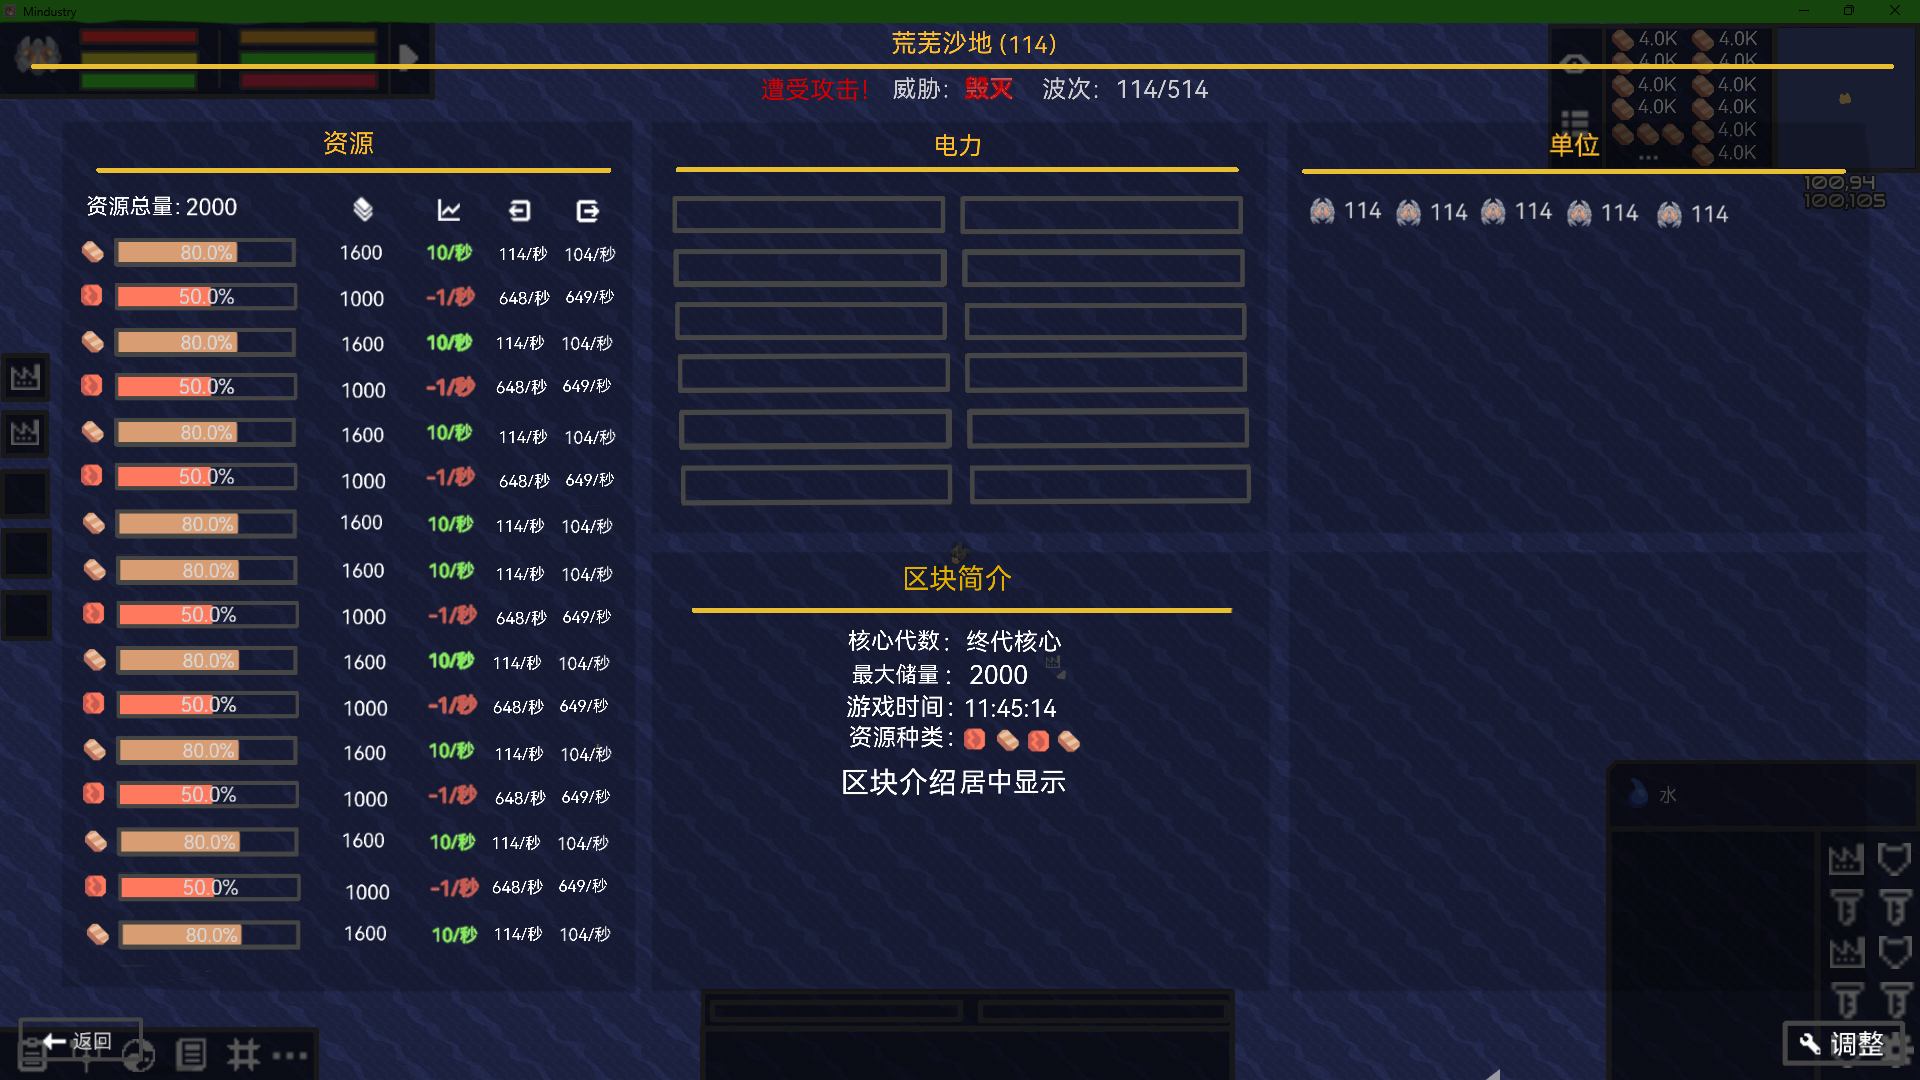 Mindustry
荒芜沙地(114)
遭受攻击! 威胁: 毁灭 波次: 114/514
4.0K 4.0K
4.0K 4.0K
4.0K 4.0K
4.0K 4.0K
4.0K
... 4.0K
100,94
100,105
资源
资源总量: 2000
80.0% 1600 10/秒 114/秒 104/秒
50.0% 1000 -1/秒 648/秒 649/秒
80.0% 1600 10/秒 114/秒 104/秒
50.0% 1000 -1/秒 648/秒 649/秒
80.0% 1600 10/秒 114/秒 104/秒
50.0% 1000 -1/秒 648/秒 649/秒
80.0% 1600 10/秒 114/秒 104/秒
80.0% 1600 10/秒 114/秒 104/秒
50.0% 1000 -1/秒 648/秒 649/秒
80.0% 1600 10/秒 114/秒 104/秒
50.0% 1000 -1/秒 648/秒 649/秒
80.0% 1600 10/秒 114/秒 104/秒
50.0% 1000 -1/秒 648/秒 649/秒
80.0% 1600 10/秒 114/秒 104/秒
50.0% 1000 -1/秒 648/秒 649/秒
80.0% 1600 10/秒 114/秒 104/秒
电力
单位
114 114 114 114 114
区块简介
核心代数: 终代核心
最大储量: 2000
游戏时间: 11:45:14
资源种类:
区块介绍居中显示
水
返回
调整